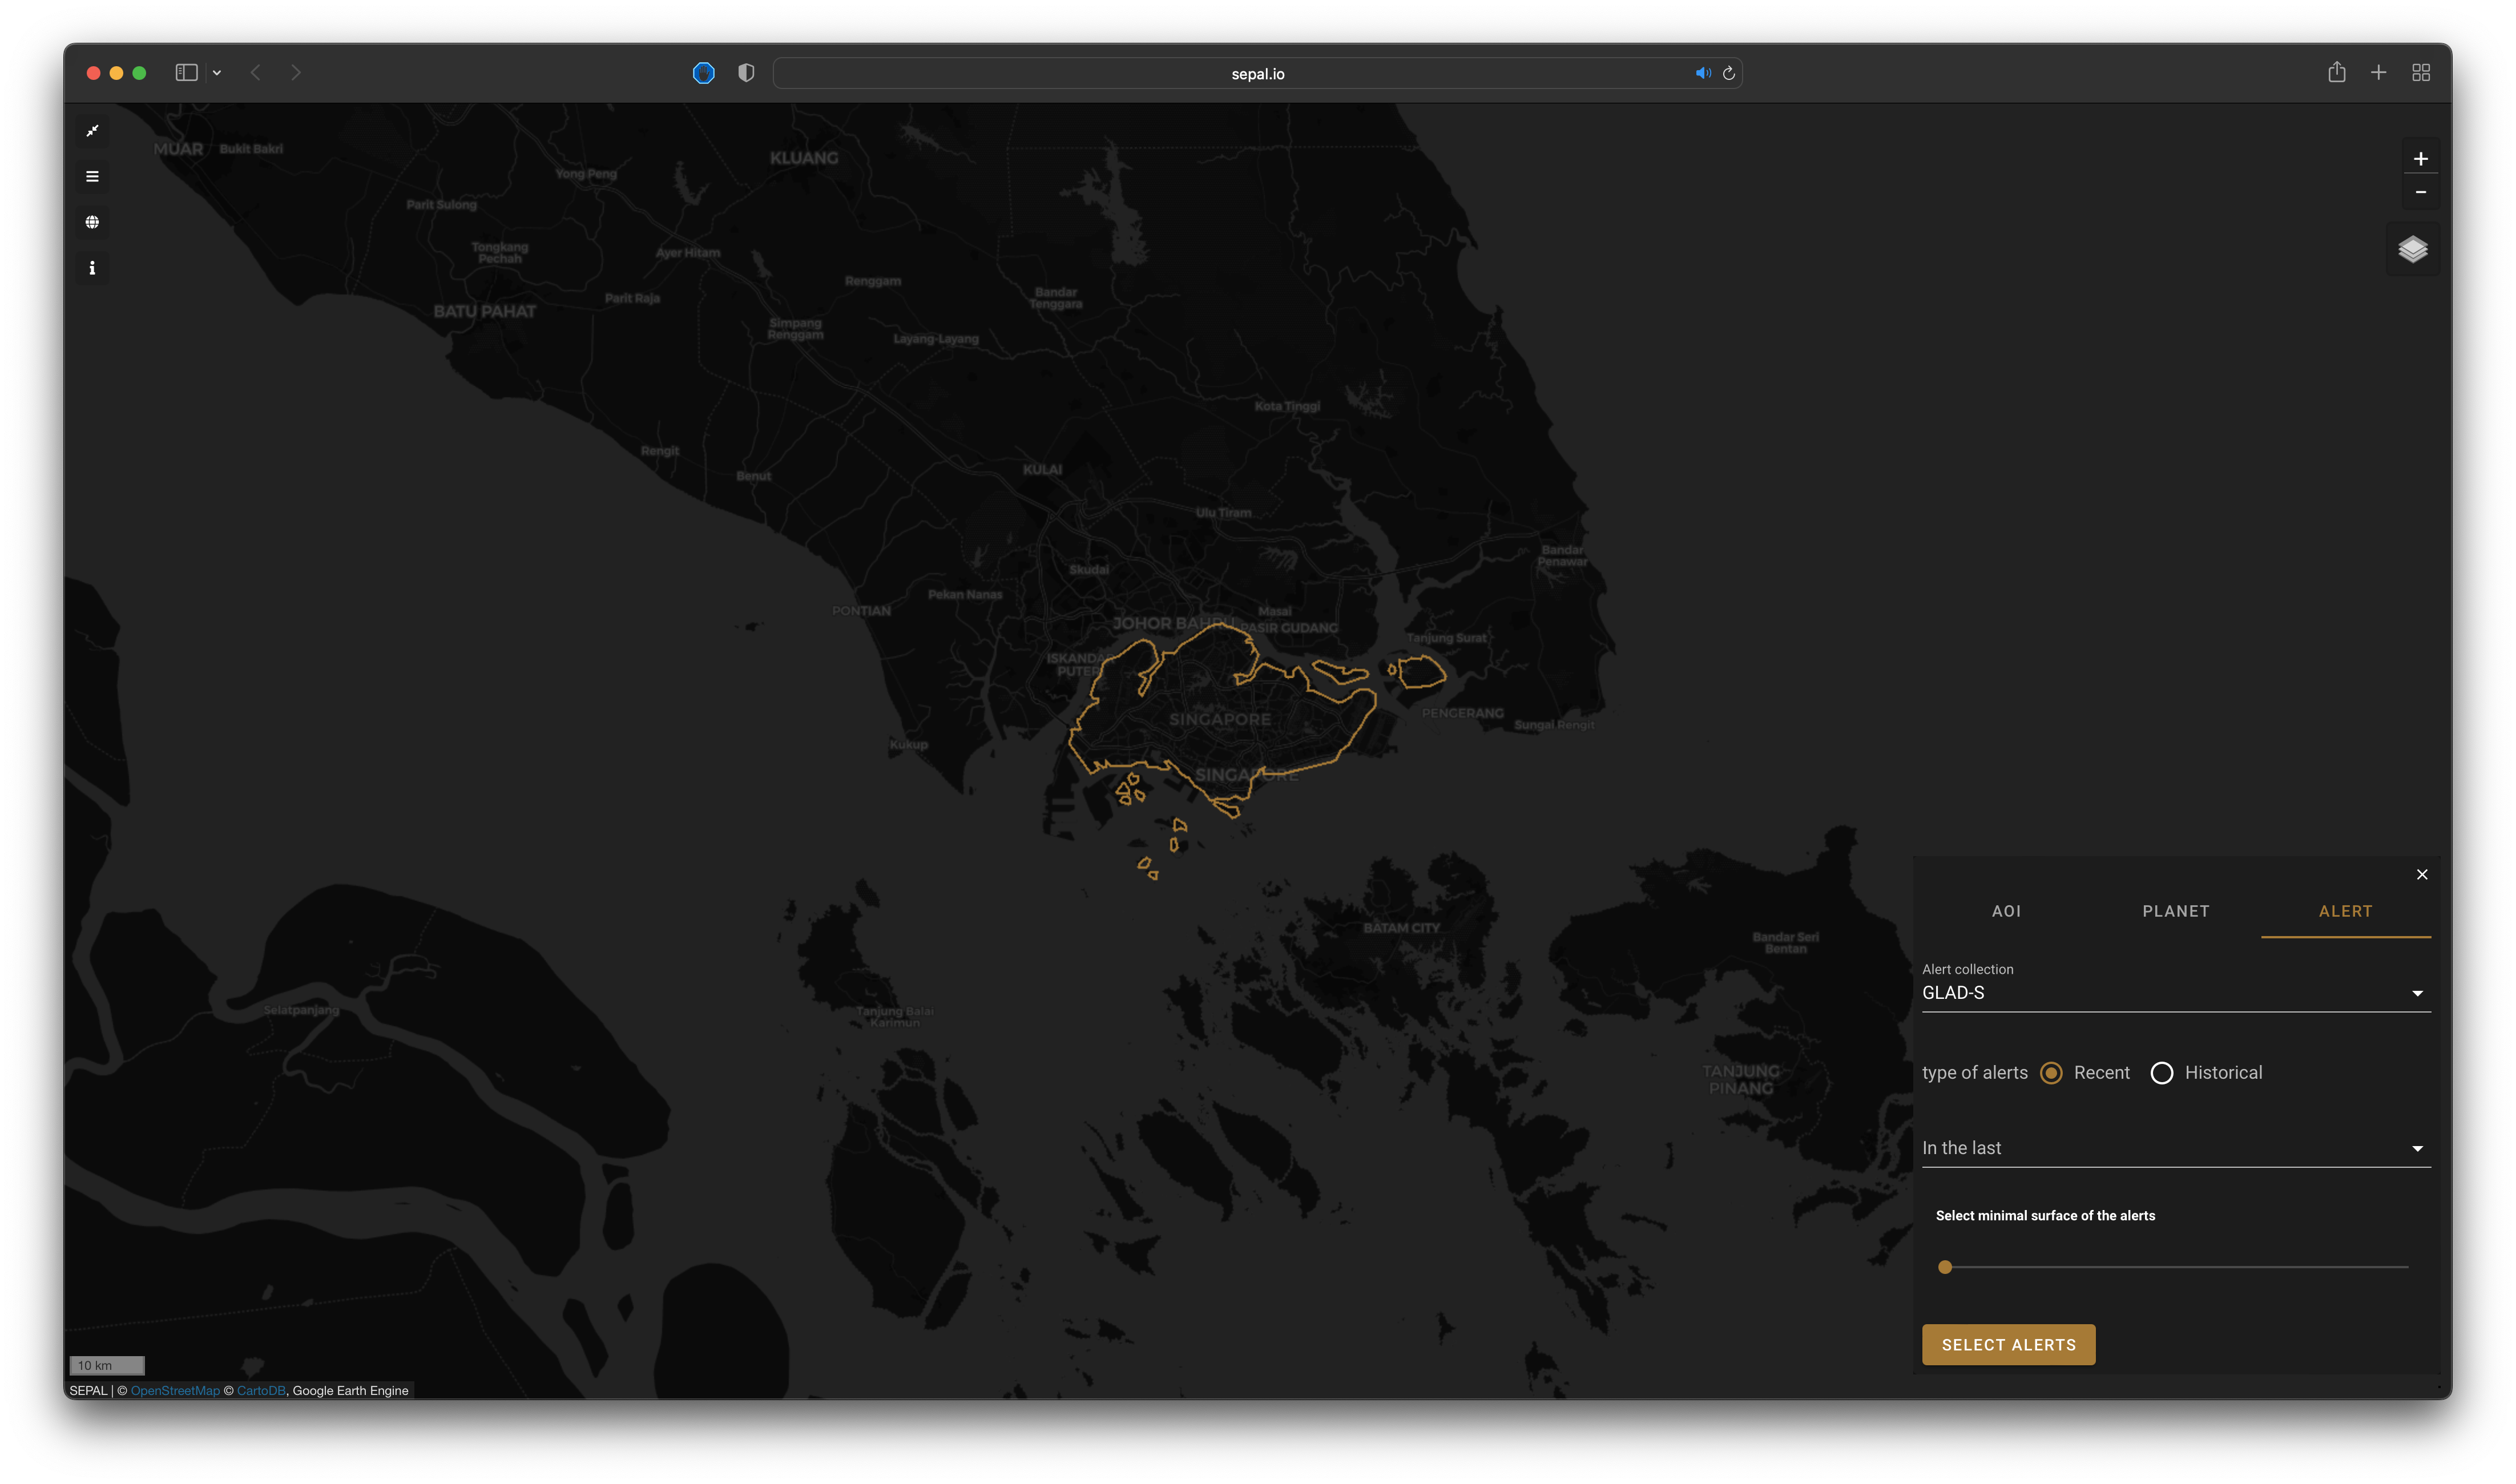 sepal.io
MUAR
Bukit Bakri
KLUANG
Yong Peng
Parit Sulong
Tongkang
Pechah
Ayer Hitam
Renggam
Bandar
Tenggara
BATU PAHAT
Parit Raja
Simpang
Renggam
Layang-Layang
Kota Tinggi
Rengit
Benut
KULAI
Ulu Tiram
Bandar
Penawar
Skudai
Pekan Nanas
PONTIAN
Masai
JOHOR BAHRU
PASIR GUDANG
Tanjung Surat
ISKANDAR
PUTERI
SINGAPORE
PENGERANG
Sungai Rengit
Kukup
SINGAPORE
BATAM CITY
Bandar Seri
Bentan
Selatpanjang
Tanjung Balai
Karimun
TANJUNG
PINANG
AOI
PLANET
ALERT
Alert collection
GLAD-S
type of alerts
Recent
Historical
In the last
Select minimal surface of the alerts
SELECT ALERTS
10 km
SEPAL | © OpenStreetMap © CartoDB, Google Earth Engine